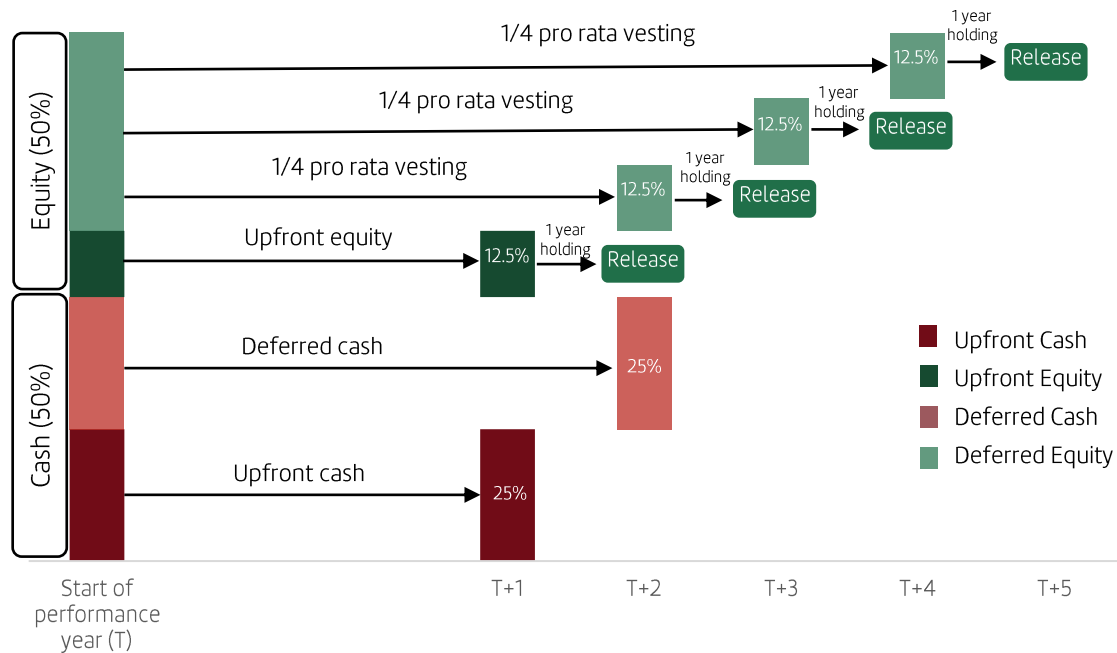 1/4 pro rata vesting
12.5%
1 year
holding
Release
1/4 pro rata vesting
12.5%
1 year
holding
Release
1/4 pro rata vesting
12.5%
1 year
holding
Release
Equity (50%)
Upfront equity
12.5%
1 year
holding
Release
Deferred cash
25%
Cash (50%)
Upfront cash
25%
Upfront Cash
Upfront Equity
Deferred Cash
Deferred Equity
Start of
performance
year (T)
T+1
T+2
T+3
T+4
T+5